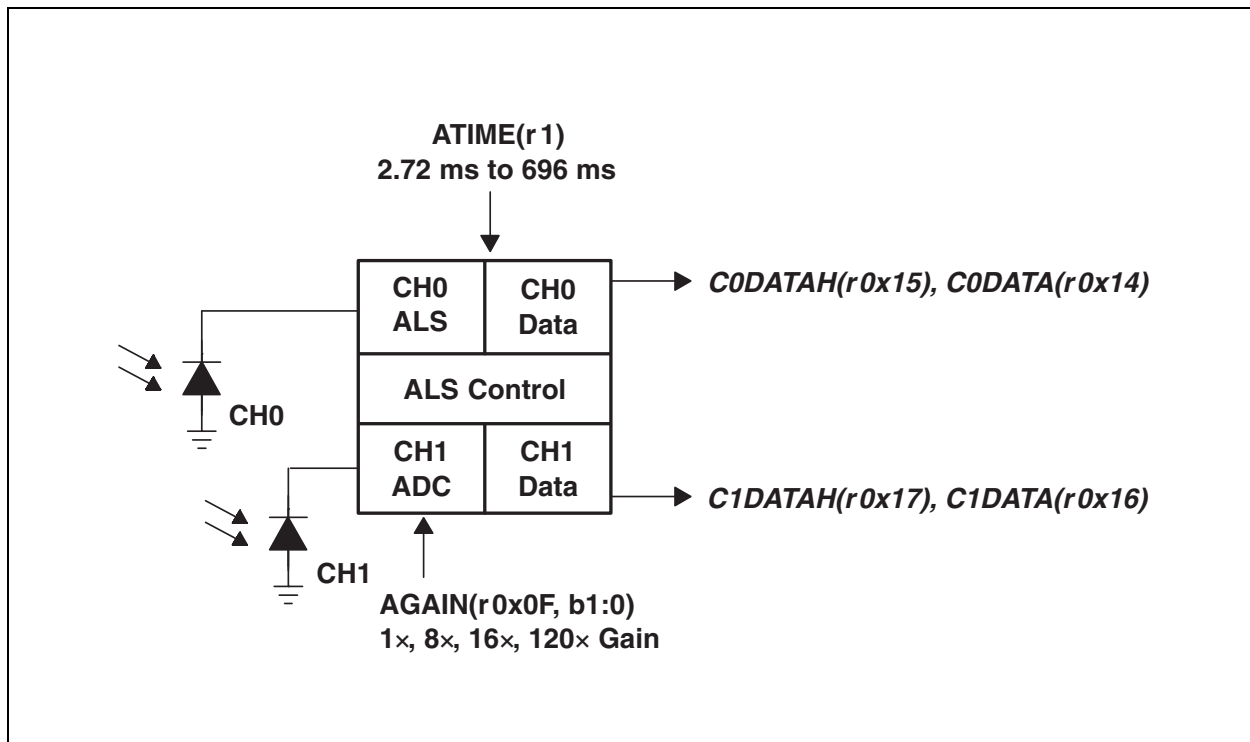 ATIME(r1)
2.72 ms to 696 ms
CH0
ALS
CH0
Data
C0DATAH(r0x15), C0DATA(r0x14)
ALS Control
CH0
CH1
ADC
CH1
Data
C1DATAH(r0x17), C1DATA(r0x16)
CH1
AGAIN(r0x0F, b1:0)
1×, 8×, 16×, 120× Gain